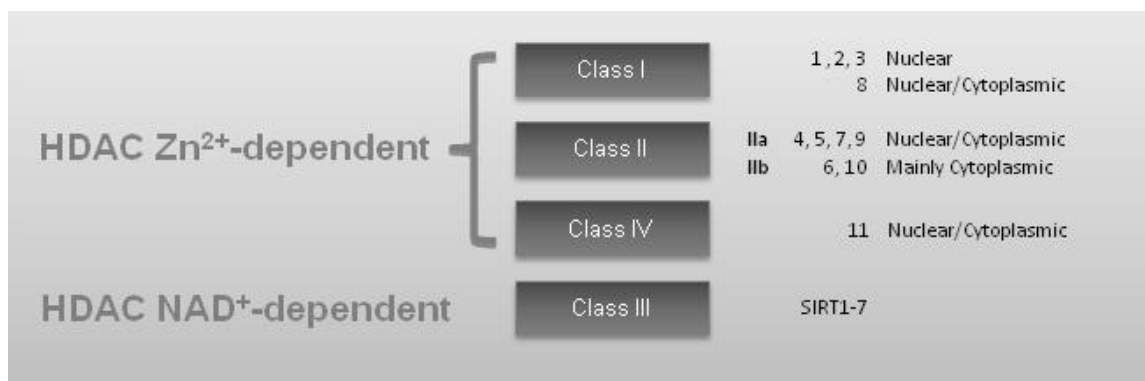 Class I
1 ,2, 3 Nuclear
8 Nuclear/Cytoplasmic
HDAC Zn²⁺-dependent
Class II
IIa 4, 5, 7, 9 Nuclear/Cytoplasmic
IIb 6, 10 Mainly Cytoplasmic
Class IV
11 Nuclear/Cytoplasmic
HDAC NAD⁺-dependent
Class III
SIRT1-7